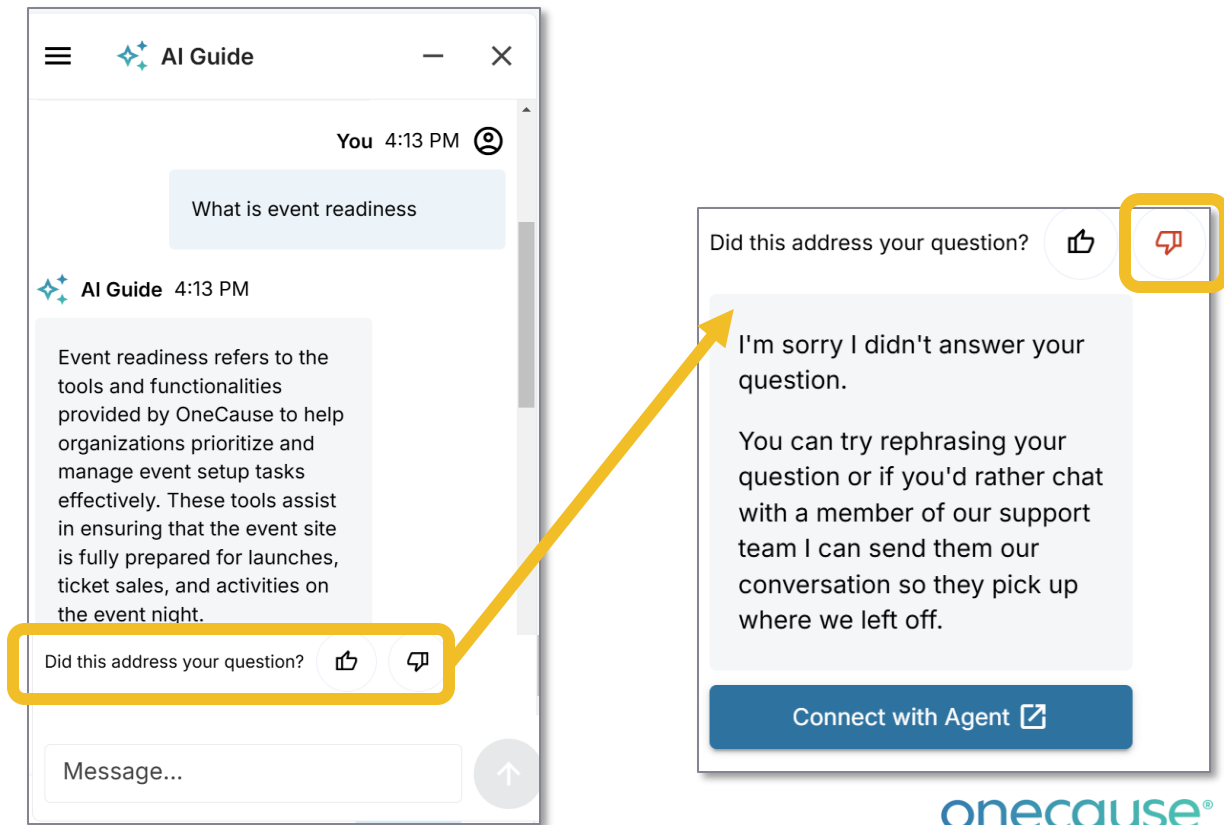 AI Guide
You 4:13 PM
What is event readiness
AI Guide 4:13 PM
Event readiness refers to the
tools and functionalities
provided by OneCause to help
organizations prioritize and
manage event setup tasks
effectively. These tools assist
in ensuring that the event site
is fully prepared for launches,
ticket sales, and activities on
the event night.
Did this address your question?
Message...
Did this address your question?
I'm sorry I didn't answer your
question.
You can try rephrasing your
question or if you'd rather chat
with a member of our support
team I can send them our
conversation so they pick up
where we left off.
Connect with Agent
onecause®